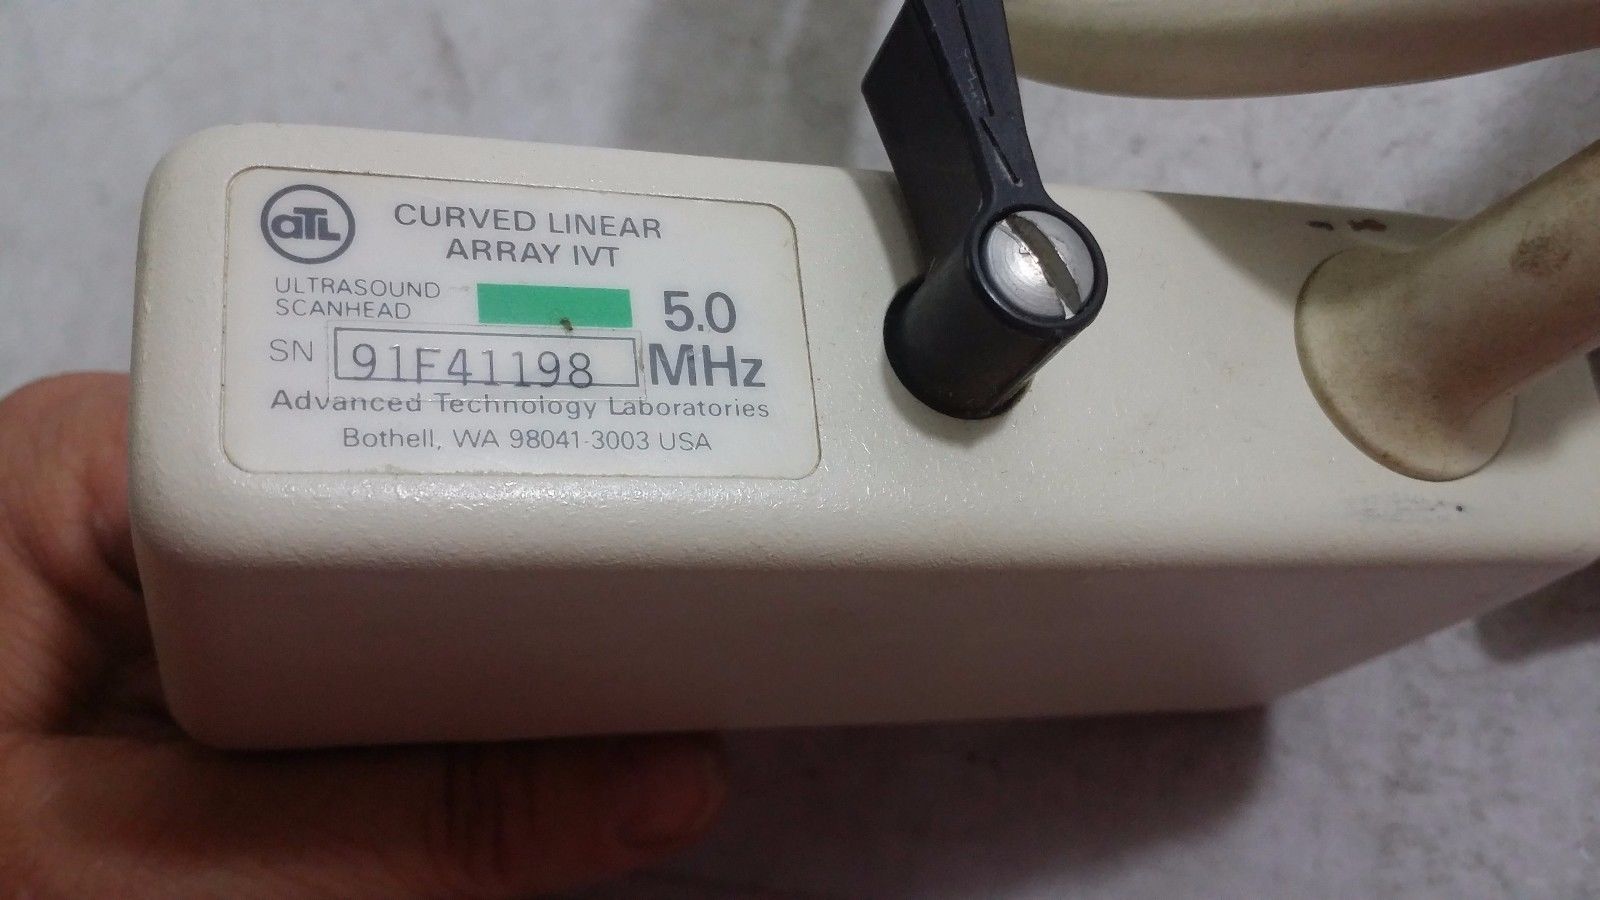 aTL
CURVED LINEAR
ARRAY IVT
ULTRASOUND
SCANHEAD
5.0
MHz
SN 91F41198
Advanced Technology Laboratories
Bothell, WA 98041-3003 USA